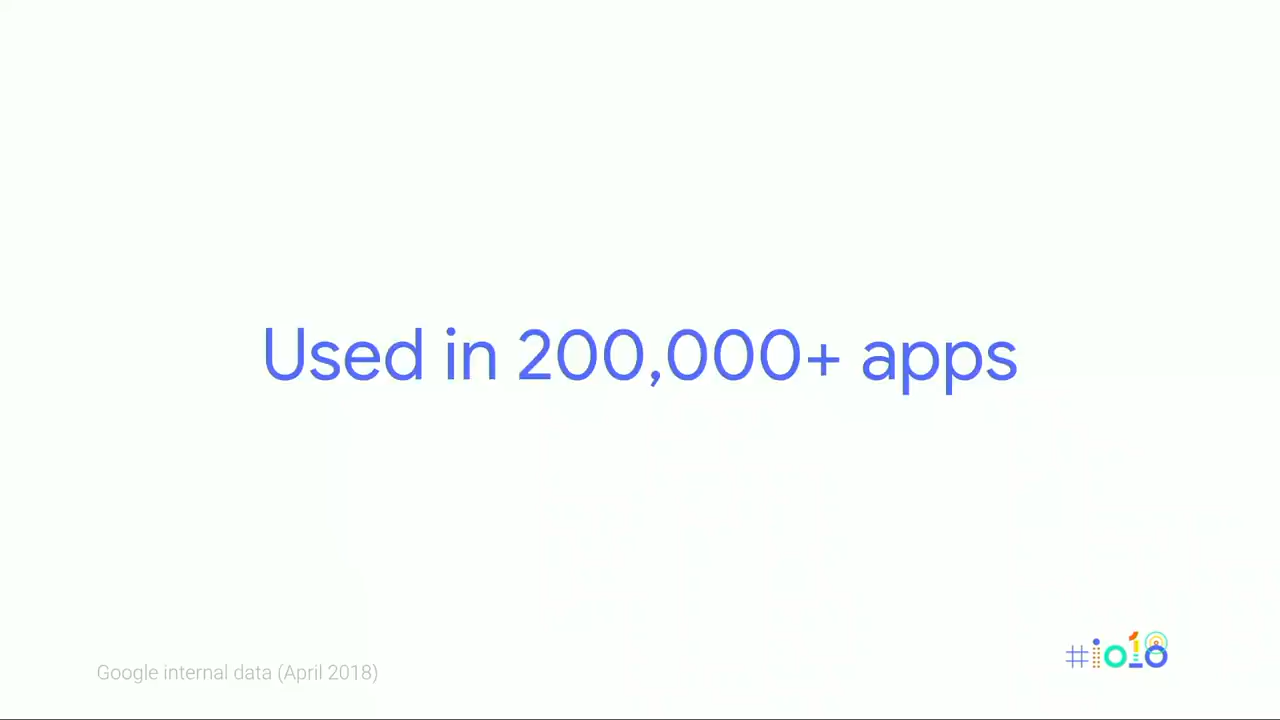 Used in 200,000+ apps
Google internal data (April 2018)
#io18